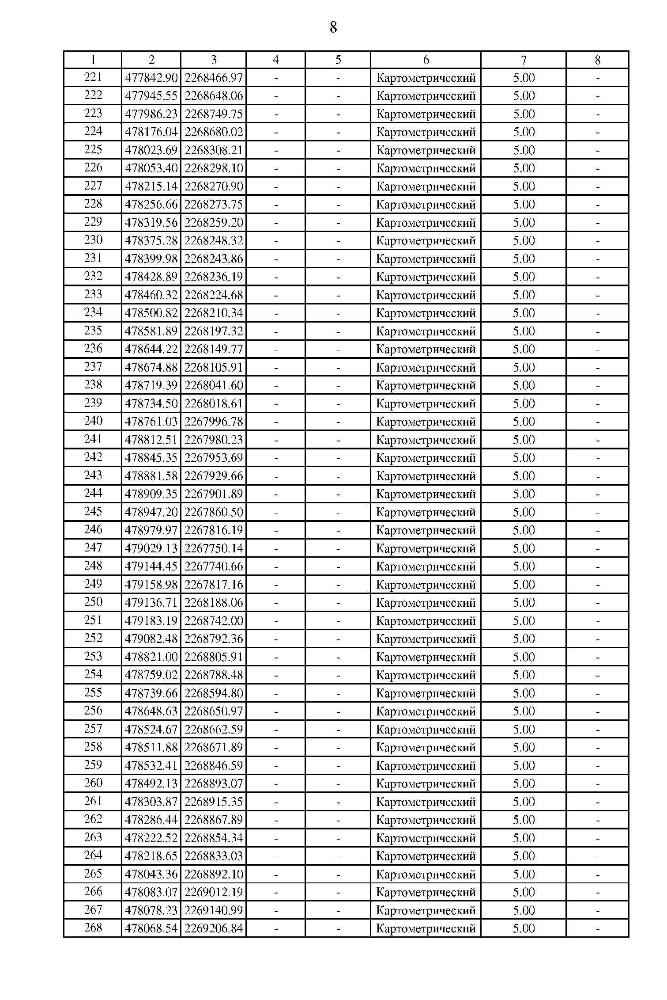 8
1 2 3 4 5 6 7 8
221 477842.90 2268466.97 - - Картометрический 5.00 -
222 477945.55 2268648.06 - - Картометрический 5.00 -
223 477986.23 2268749.75 - - Картометрический 5.00 -
224 478176.04 2268680.02 - - Картометрический 5.00 -
225 478023.69 2268308.21 - - Картометрический 5.00 -
226 478053.40 2268298.10 - - Картометрический 5.00 -
227 478215.14 2268270.90 - - Картометрический 5.00 -
228 478256.66 2268273.75 - - Картометрический 5.00 -
229 478319.56 2268259.20 - - Картометрический 5.00 -
230 478375.28 2268248.32 - - Картометрический 5.00 -
231 478399.98 2268243.86 - - Картометрический 5.00 -
232 478428.89 2268236.19 - - Картометрический 5.00 -
233 478460.32 2268224.68 - - Картометрический 5.00 -
234 478500.82 2268210.34 - - Картометрический 5.00 -
235 478581.89 2268197.32 - - Картометрический 5.00 -
236 478644.22 2268149.77 - - Картометрический 5.00 -
237 478674.88 2268105.91 - - Картометрический 5.00 -
238 478719.39 2268041.60 - - Картометрический 5.00 -
239 478734.50 2268018.61 - - Картометрический 5.00 -
240 478761.03 2267996.78 - - Картометрический 5.00 -
241 478812.51 2267980.23 - - Картометрический 5.00 -
242 478845.35 2267953.69 - - Картометрический 5.00 -
243 478881.58 2267929.66 - - Картометрический 5.00 -
244 478909.35 2267901.89 - - Картометрический 5.00 -
245 478947.20 2267860.50 - - Картометрический 5.00 -
246 478979.97 2267816.19 - - Картометрический 5.00 -
247 479029.13 2267750.14 - - Картометрический 5.00 -
248 479144.45 2267740.66 - - Картометрический 5.00 -
249 479158.98 2267817.16 - - Картометрический 5.00 -
250 479136.71 2268188.06 - - Картометрический 5.00 -
251 479183.19 2268742.00 - - Картометрический 5.00 -
252 479082.48 2268792.36 - - Картометрический 5.00 -
253 478821.00 2268805.91 - - Картометрический 5.00 -
254 478759.02 2268788.48 - - Картометрический 5.00 -
255 478739.66 2268594.80 - - Картометрический 5.00 -
256 478648.63 2268650.97 - - Картометрический 5.00 -
257 478524.67 2268662.59 - - Картометрический 5.00 -
258 478511.88 2268671.89 - - Картометрический 5.00 -
259 478532.41 2268846.59 - - Картометрический 5.00 -
260 478492.13 2268893.07 - - Картометрический 5.00 -
261 478303.87 2268915.35 - - Картометрический 5.00 -
262 478286.44 2268867.89 - - Картометрический 5.00 -
263 478222.52 2268854.34 - - Картометрический 5.00 -
264 478218.65 2268833.03 - - Картометрический 5.00 -
265 478043.36 2268892.10 - - Картометрический 5.00 -
266 478083.07 2269012.19 - - Картометрический 5.00 -
267 478078.23 2269140.99 - - Картометрический 5.00 -
268 478068.54 2269206.84 - - Картометрический 5.00 -